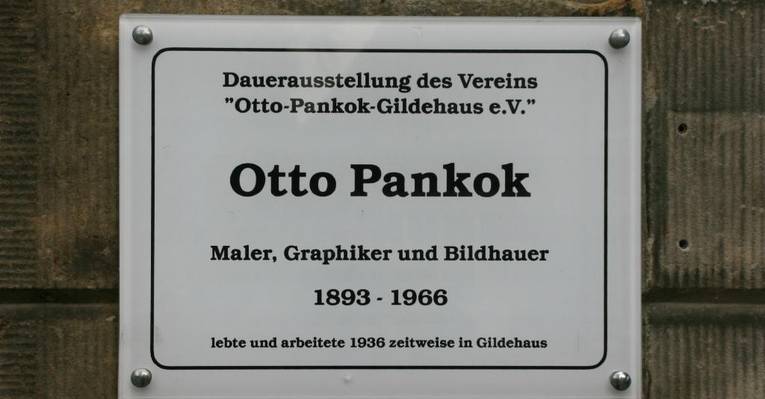 Dauerausstellung des Vereins
"Otto-Pankok-Gildehaus e.V."
Otto Pankok
Maler, Graphiker und Bildhauer
1893 - 1966
lebte und arbeitete 1936 zeitweise in Gildehaus